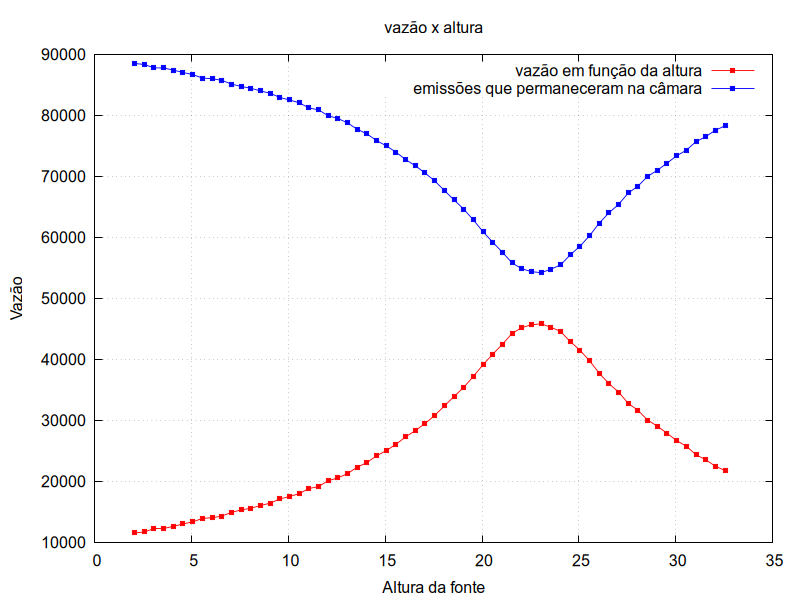 vazão x altura
90000
80000
70000
60000
50000
40000
30000
20000
10000
vazão em função da altura
emissões que permaneceram na câmara
Vazão
0 5 10 15 20 25 30 35
Altura da fonte